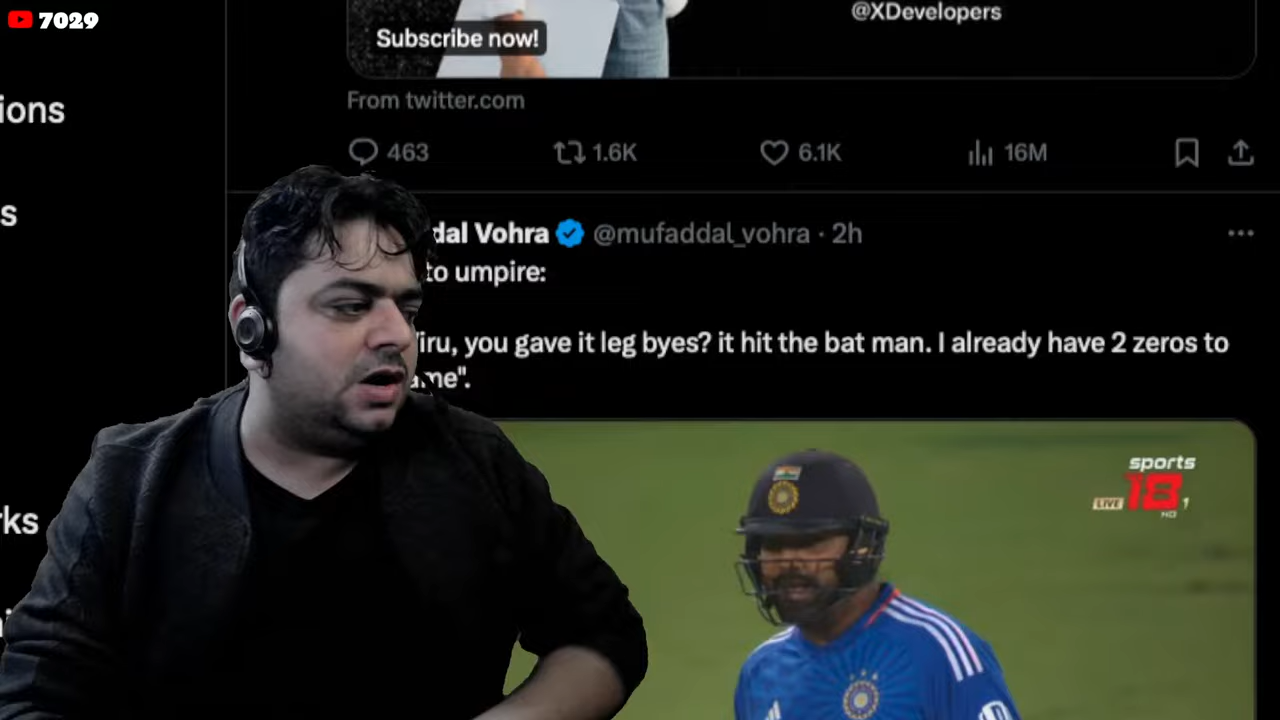 7029
@XDevelopers
Subscribe now!
From twitter.com
ions
463 1.6K 6.1K 16M
s
dal Vohra @mufaddal_vohra · 2h
to umpire:
iru, you gave it leg byes? it hit the bat man. I already have 2 zeros to
ame".
sports
LIVE 18 1
HD
rks